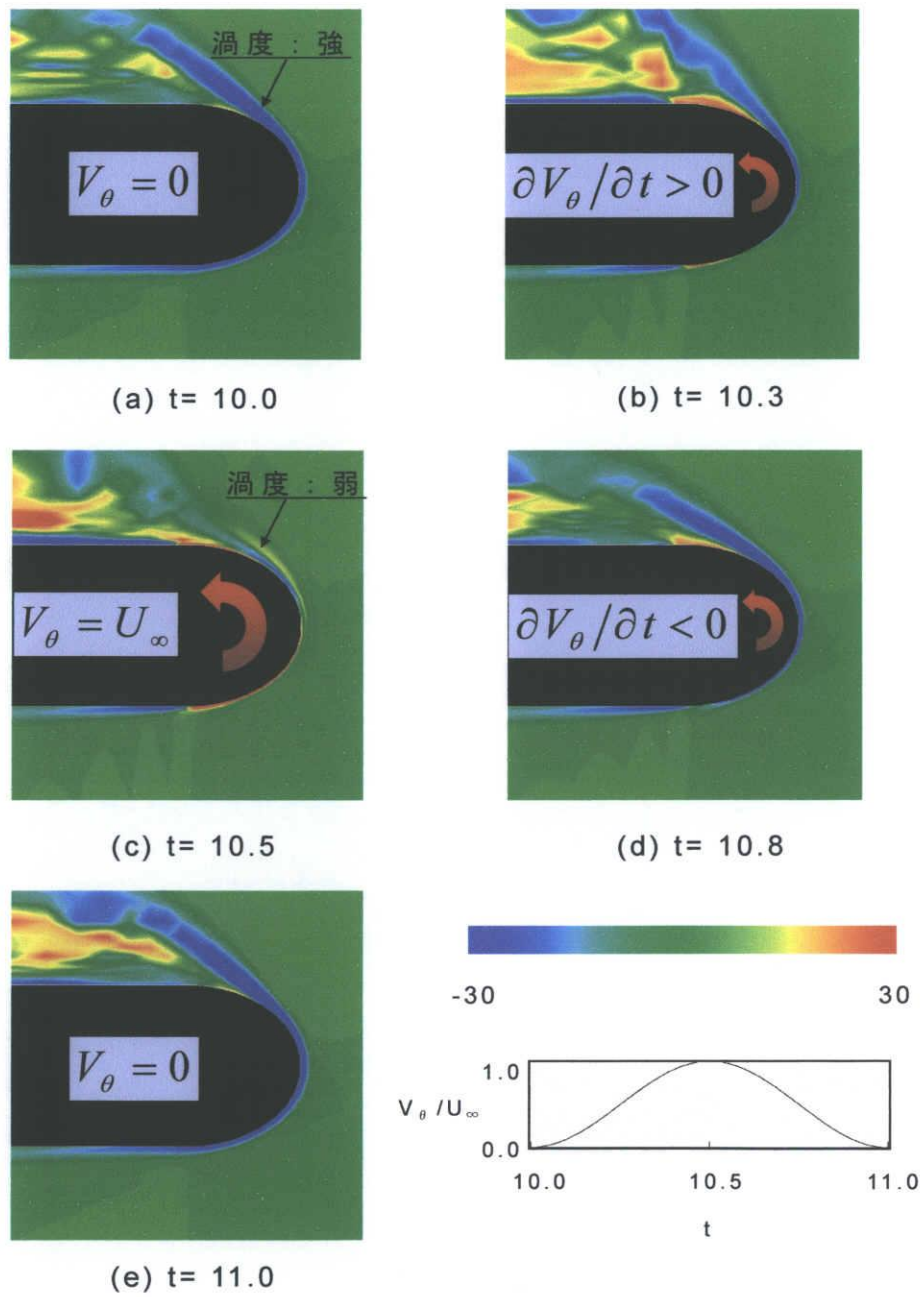 渦度:強
V_θ = 0
∂V_θ/∂t > 0
(a) t= 10.0
(b) t= 10.3
渦度:弱
V_θ = U_∞
∂V_θ/∂t < 0
(c) t= 10.5
(d) t= 10.8
V_θ = 0
-30
30
1.0
V_θ /U_∞
0.0
10.0
10.5
11.0
t
(e) t= 11.0